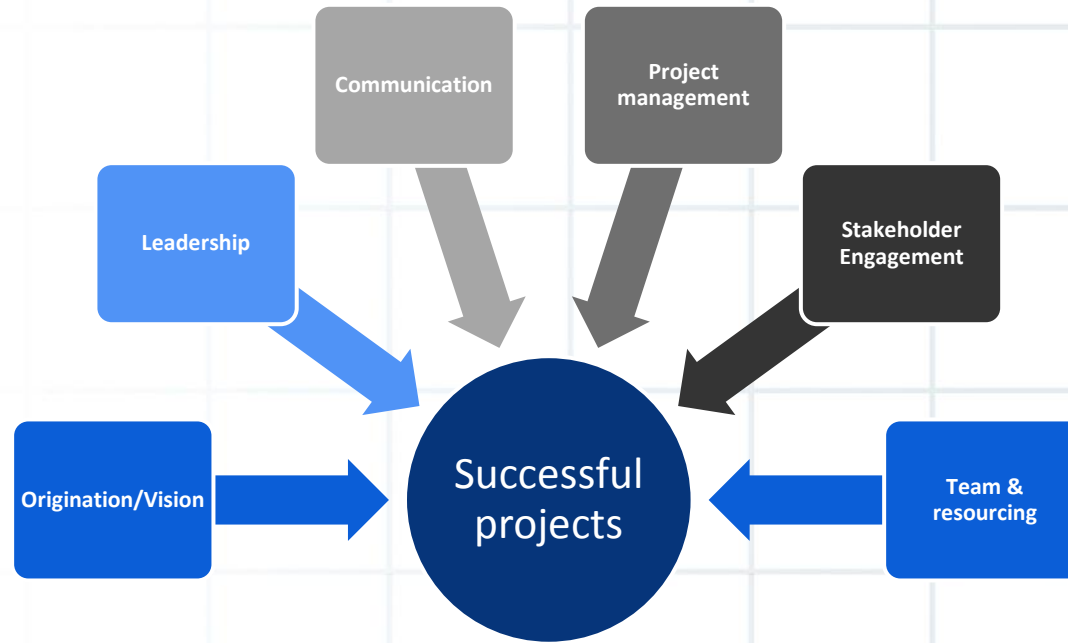 Communication
Project
management
Leadership
Stakeholder
Engagement
Origination/Vision
Successful
projects
Team &
resourcing